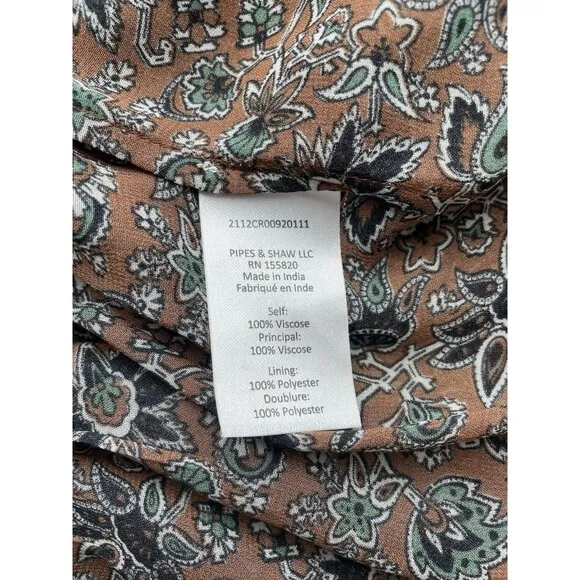 2112CR00920111
PIPES & SHAW LLC
RN 155820
Made in India
Fabriqué en Inde
Self:
100% Viscose
Principal:
100% Viscose
Lining:
100% Polyester
Doublure:
100% Polyester